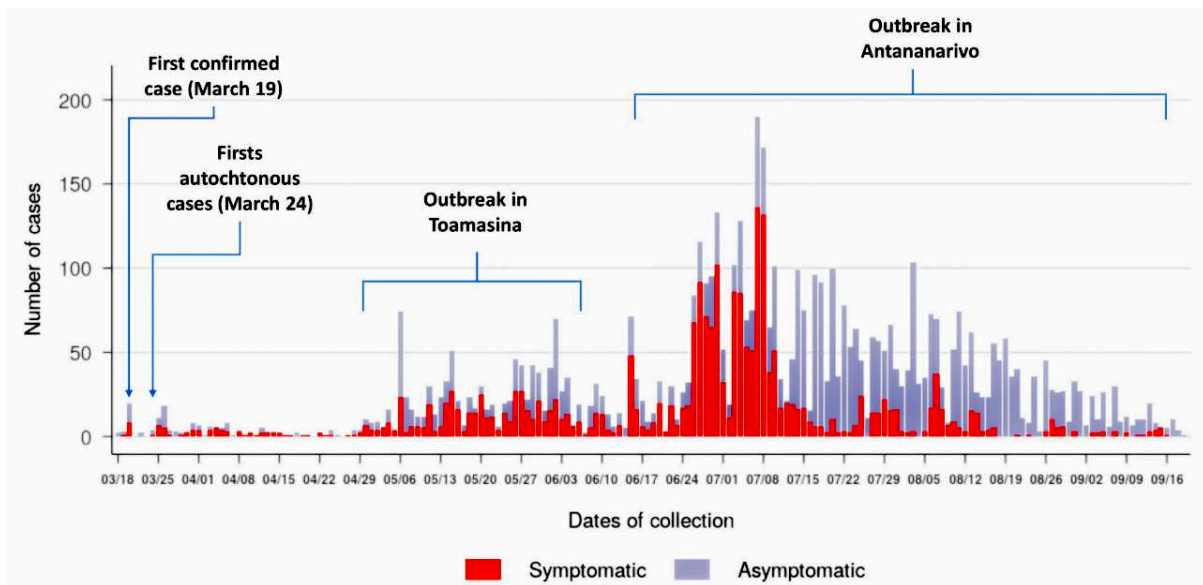 Outbreak in
Antananarivo
First confirmed
case (March 19)
Firsts
autochtonous
cases (March 24)
Outbreak in
Toamasina
Number of cases
200
150
100
50
0
03/18 03/25 04/01 04/08 04/15 04/22 04/29 05/06 05/13 05/20 05/27 06/03 06/10 06/17 06/24 07/01 07/08 07/15 07/22 07/29 08/05 08/12 08/19 08/26 09/02 09/09 09/16
Dates of collection
Symptomatic Asymptomatic